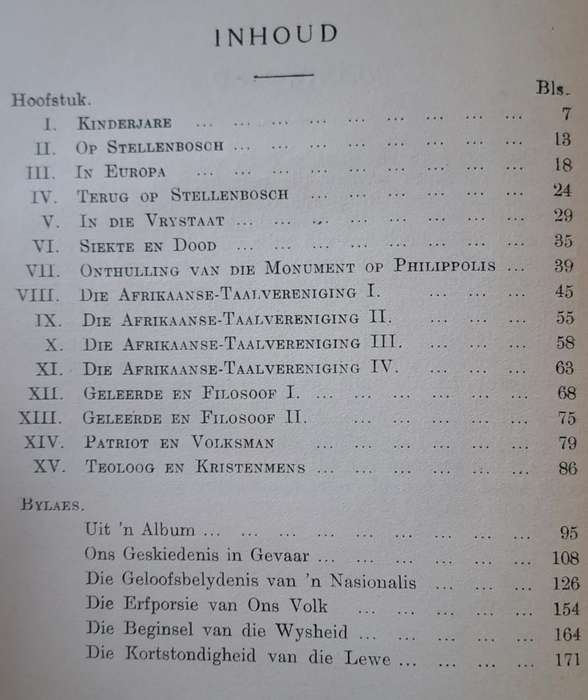 INHOUD
Hoofstuk. Bls.
I. KINDERJARE ... ... ... ... ... ... ... ... ... 7
II. OP STELLENBOSCH ... ... ... ... ... ... ... ... 13
III. IN EUROPA ... ... ... ... ... ... ... ... ... 18
IV. TERUG OP STELLENBOSCH ... ... ... ... ... ... 24
V. IN DIE VRYSTAAT ... ... ... ... ... ... ... ... 29
VI. SIEKTE EN DOOD ... ... ... ... ... ... ... ... 35
VII. ONTHULLING VAN DIE MONUMENT OP PHILIPPOLIS ... 39
VIII. DIE AFRIKAANSE-TAALVERENIGING I. ... ... ... 45
IX. DIE AFRIKAANSE-TAALVERENIGING II. ... ... ... 55
X. DIE AFRIKAANSE-TAALVERENIGING III. ... ... ... 58
XI. DIE AFRIKAANSE-TAALVERENIGING IV. ... ... ... 63
XII. GELEERDE EN FILOSOOF I. ... ... ... ... ... ... 68
XIII. GELEERDE EN FILOSOOF II. ... ... ... ... ... 75
XIV. PATRIOT EN VOLKSMAN ... ... ... ... ... ... 79
XV. TEOLOOG EN KRISTENMENS ... ... ... ... ... ... 86
BYLAES.
Uit 'n Album ... ... ... ... ... ... ... ... ... 95
Ons Geskiedenis in Gevaar ... ... ... ... ... ... 108
Die Geloofsbelydenis van 'n Nasionalis ... ... ... 126
Die Erfporsie van Ons Volk ... ... ... ... ... 154
Die Beginsel van die Wysheid ... ... ... ... ... 164
Die Kortstondigheid van die Lewe ... ... ... ... 171